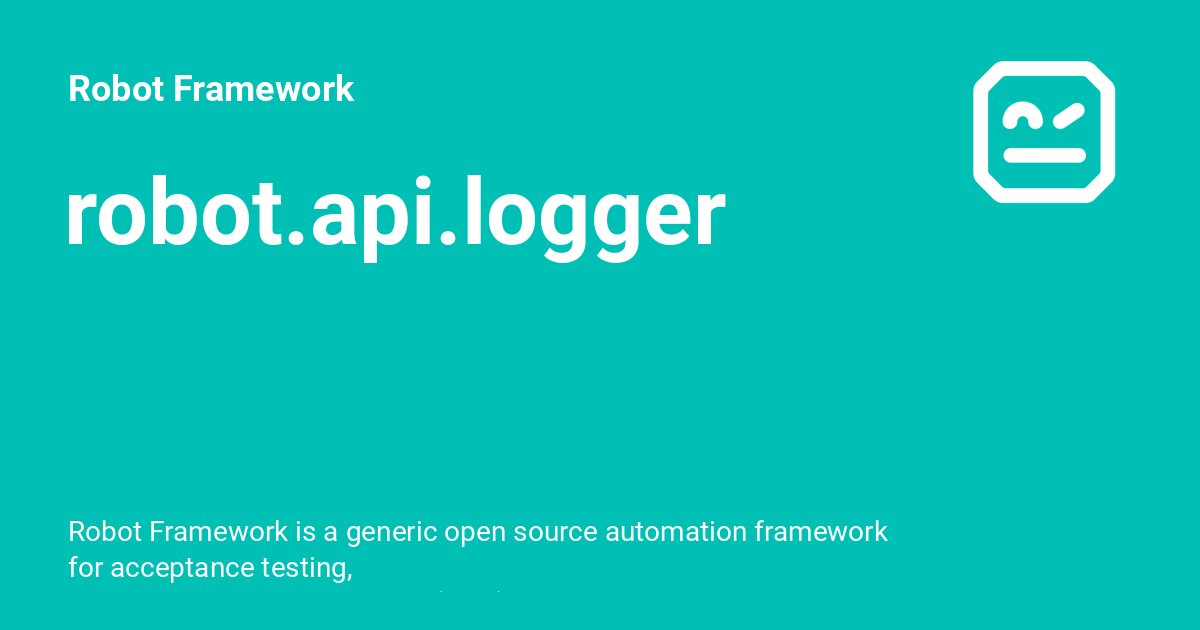 Robot Framework
robot.api.logger
Robot Framework is a generic open source automation framework
for acceptance testing,